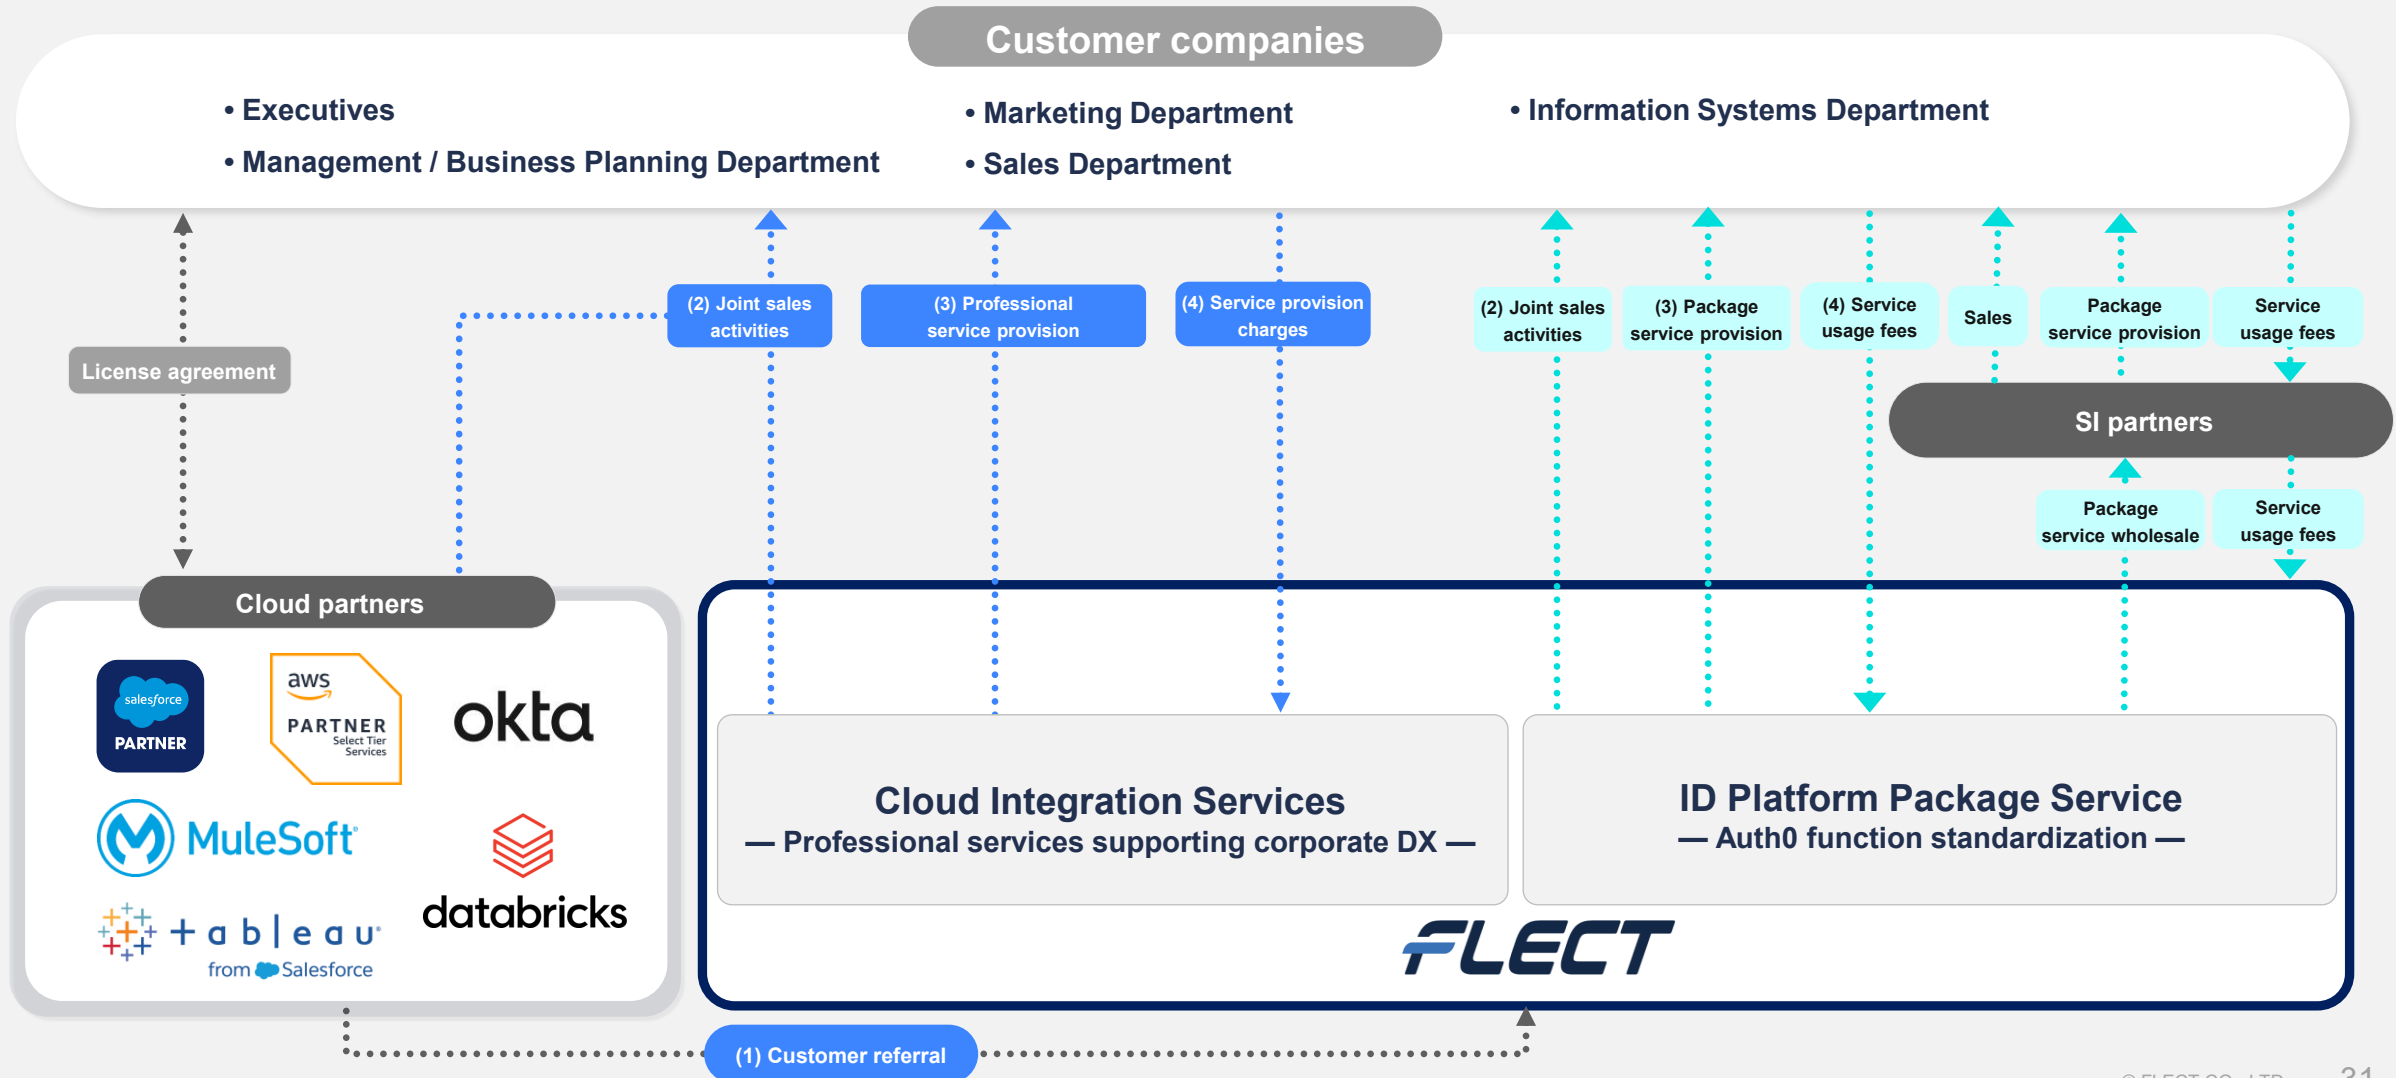 Customer companies
• Executives
• Management / Business Planning Department
• Marketing Department
• Sales Department
• Information Systems Department
(2) Joint sales
activities
(3) Professional
service provision
(4) Service provision
charges
(2) Joint sales
activities
(3) Package
service provision
(4) Service
usage fees
Sales
Package
service provision
Service
usage fees
License agreement
SI partners
Package
service wholesale
Service
usage fees
Cloud partners
salesforce
PARTNER
aws
PARTNER
Select Tier
Services
okta
MuleSoft
databricks
+ a b | e a u
from Salesforce
Cloud Integration Services
— Professional services supporting corporate DX —
ID Platform Package Service
— Auth0 function standardization —
FLECT
(1) Customer referral
© FLECT CO., LTD.
31